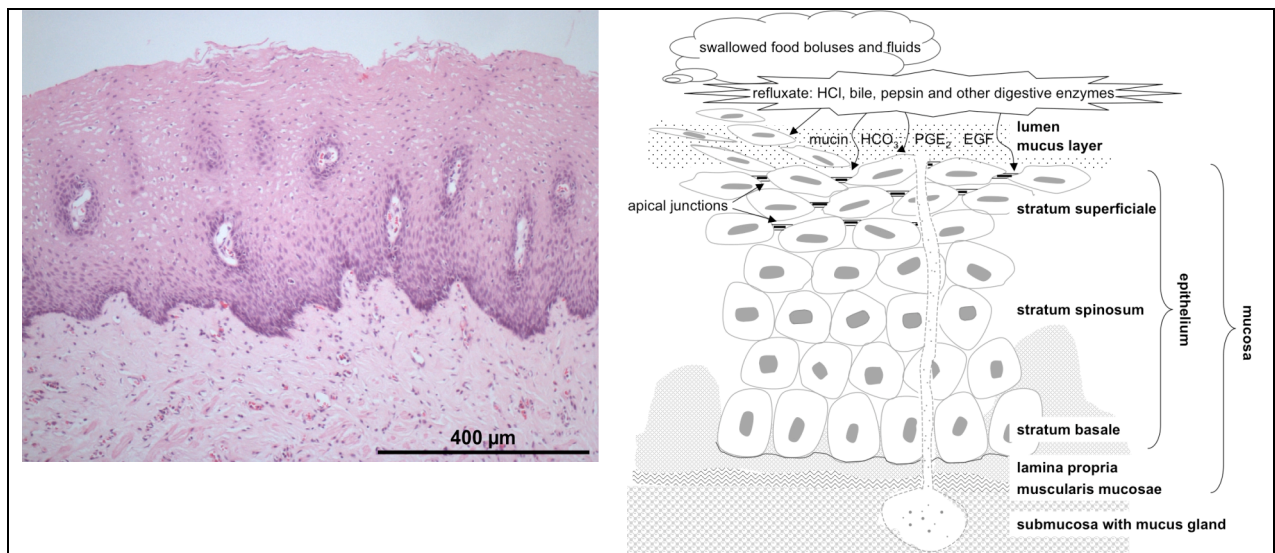 400 µm
swallowed food boluses and fluids
refluxate: HCl, bile, pepsin and other digestive enzymes
lumen
mucin HCO₃⁻ PGE₂ EGF
mucus layer
apical junctions
stratum superficiale
stratum spinosum
stratum basale
lamina propria
muscularis mucosae
submucosa with mucus gland
epithelium
mucosa